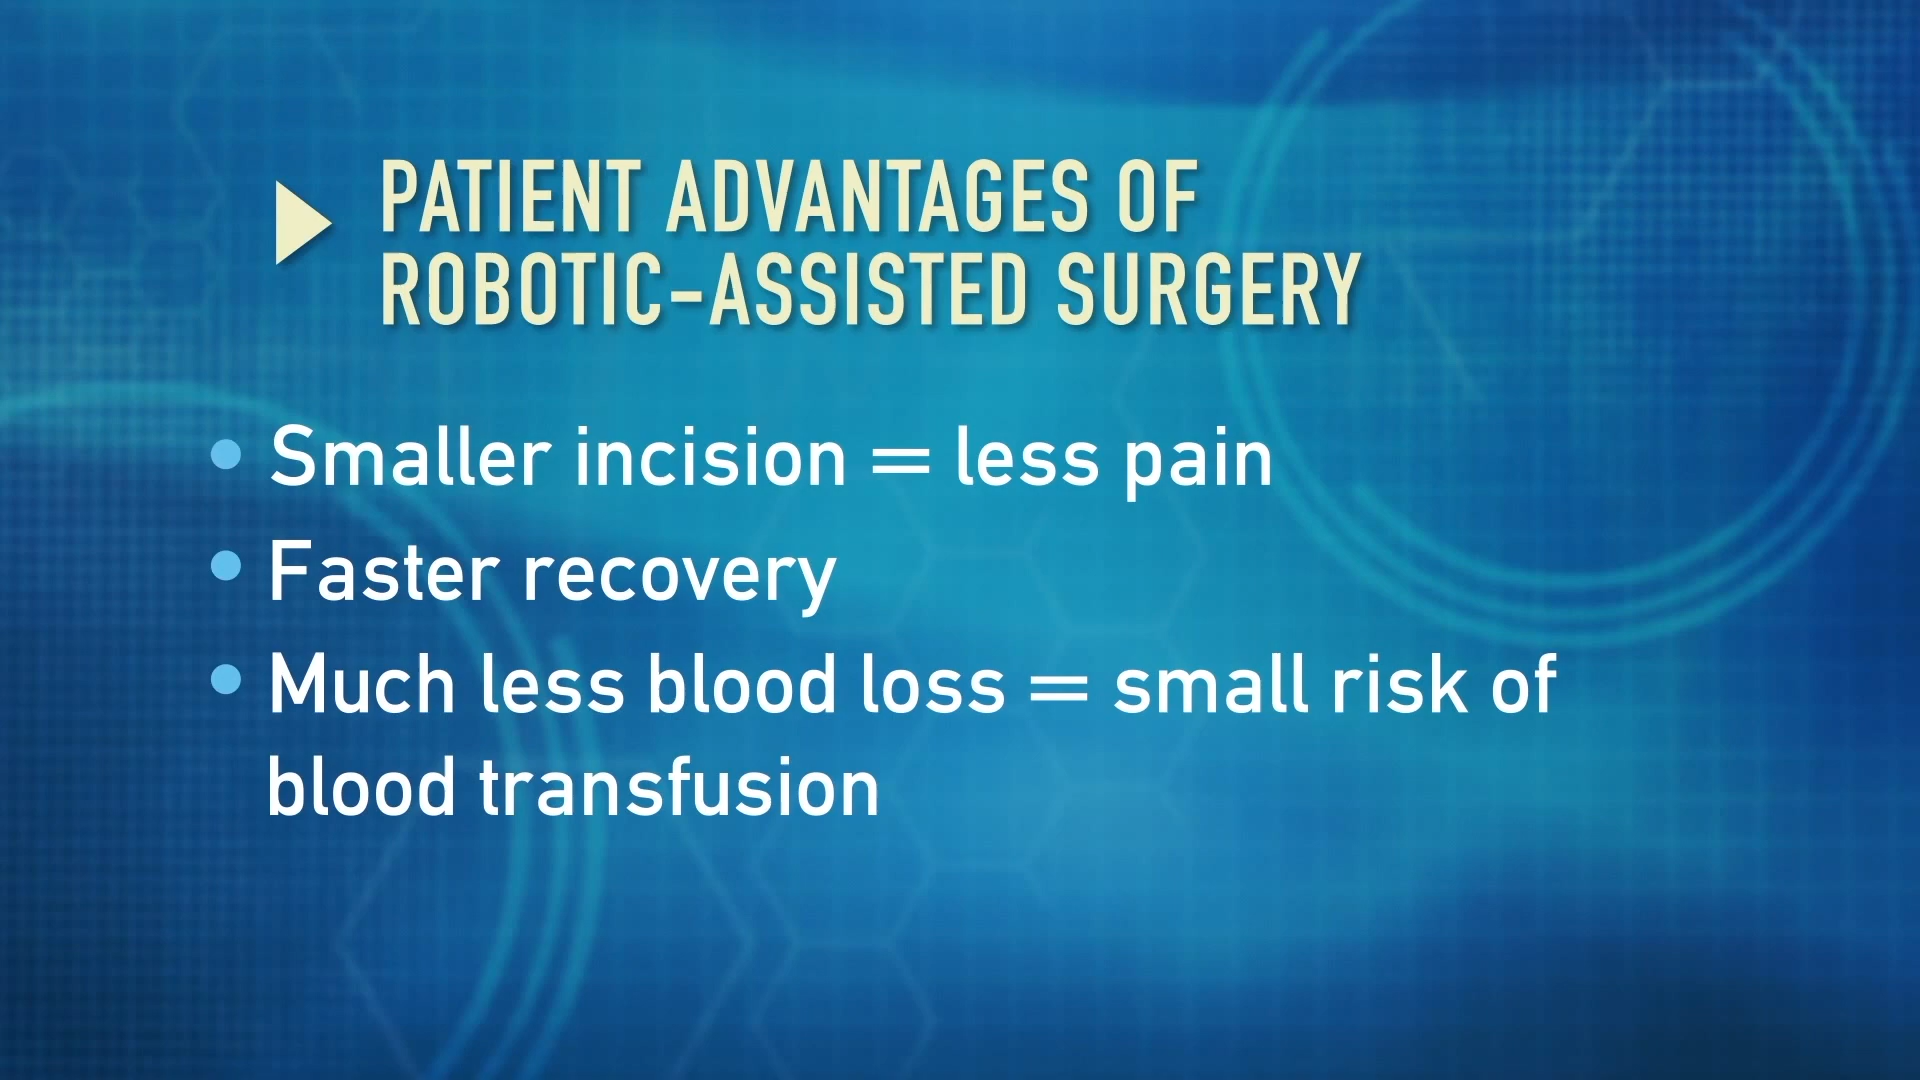 PATIENT ADVANTAGES OF
ROBOTIC-ASSISTED SURGERY
• Smaller incision = less pain
• Faster recovery
• Much less blood loss = small risk of
blood transfusion